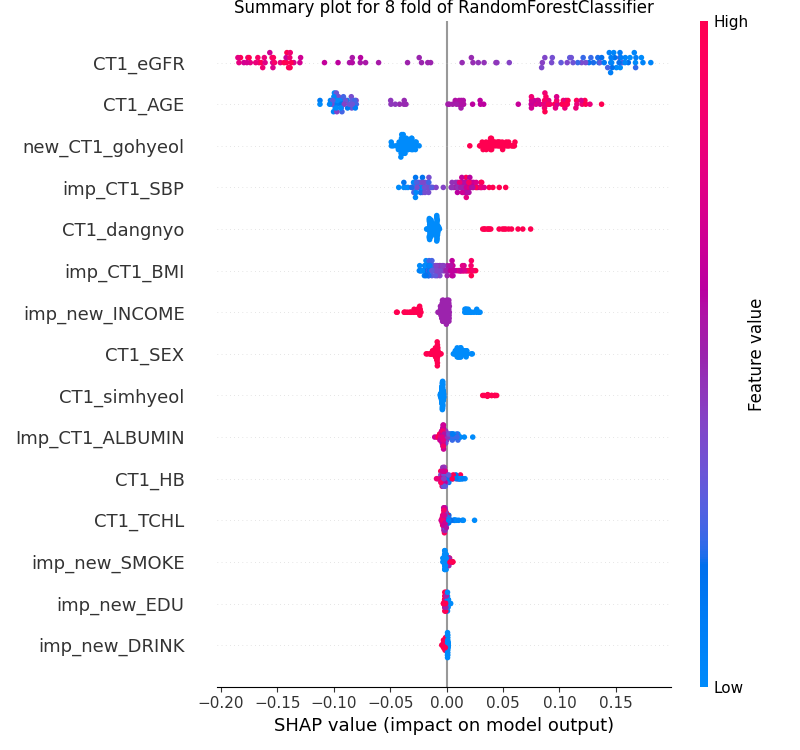 Summary plot for 8 fold of RandomForestClassifier
High
CT1_eGFR
CT1_AGE
new_CT1_gohyeol
imp_CT1_SBP
CT1_dangnyo
imp_CT1_BMI
imp_new_INCOME
CT1_SEX
CT1_simhyeol
Imp_CT1_ALBUMIN
CT1_HB
CT1_TCHL
imp_new_SMOKE
imp_new_EDU
imp_new_DRINK
Feature value
Low
−0.20 −0.15 −0.10 −0.05 0.00 0.05 0.10 0.15
SHAP value (impact on model output)